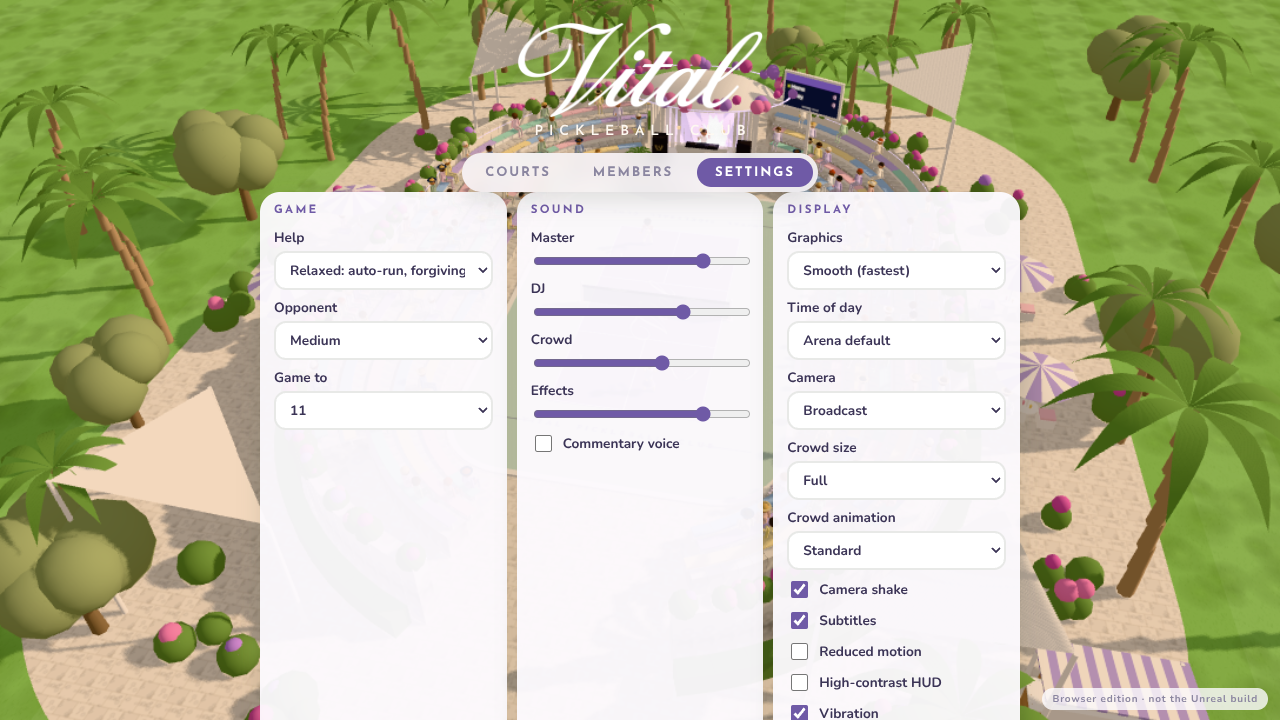 Vital
PICKLEBALL CLUB
COURTS MEMBERS SETTINGS
GAME
Help
Relaxed: auto-run, forgiving
Opponent
Medium
Game to
11
SOUND
Master
DJ
Crowd
Effects
Commentary voice
DISPLAY
Graphics
Smooth (fastest)
Time of day
Arena default
Camera
Broadcast
Crowd size
Full
Crowd animation
Standard
Camera shake
Subtitles
Reduced motion
High-contrast HUD
Vibration
Browser edition · not the Unreal build